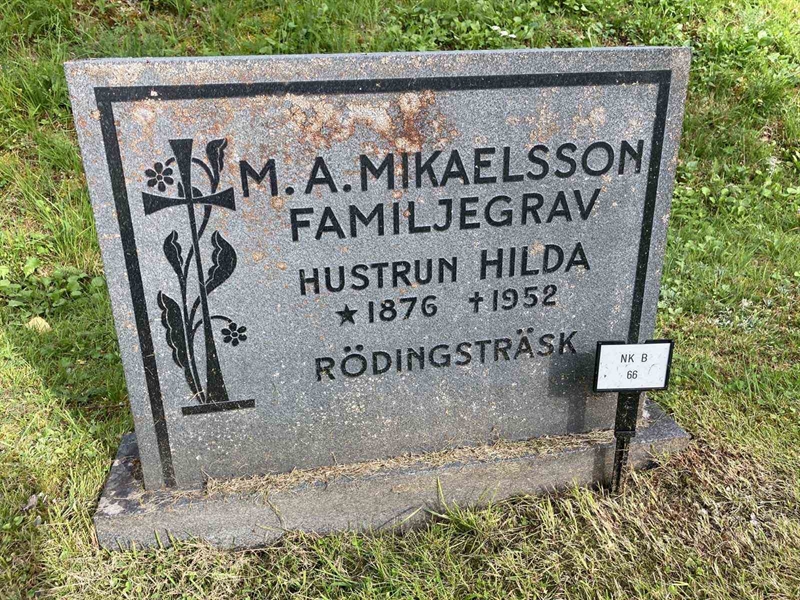 M. A. MIKAELSSON
FAMILJEGRAV
HUSTRUN HILDA
★1876 †1952
RÖDINGSTRÄSK
NK B
66